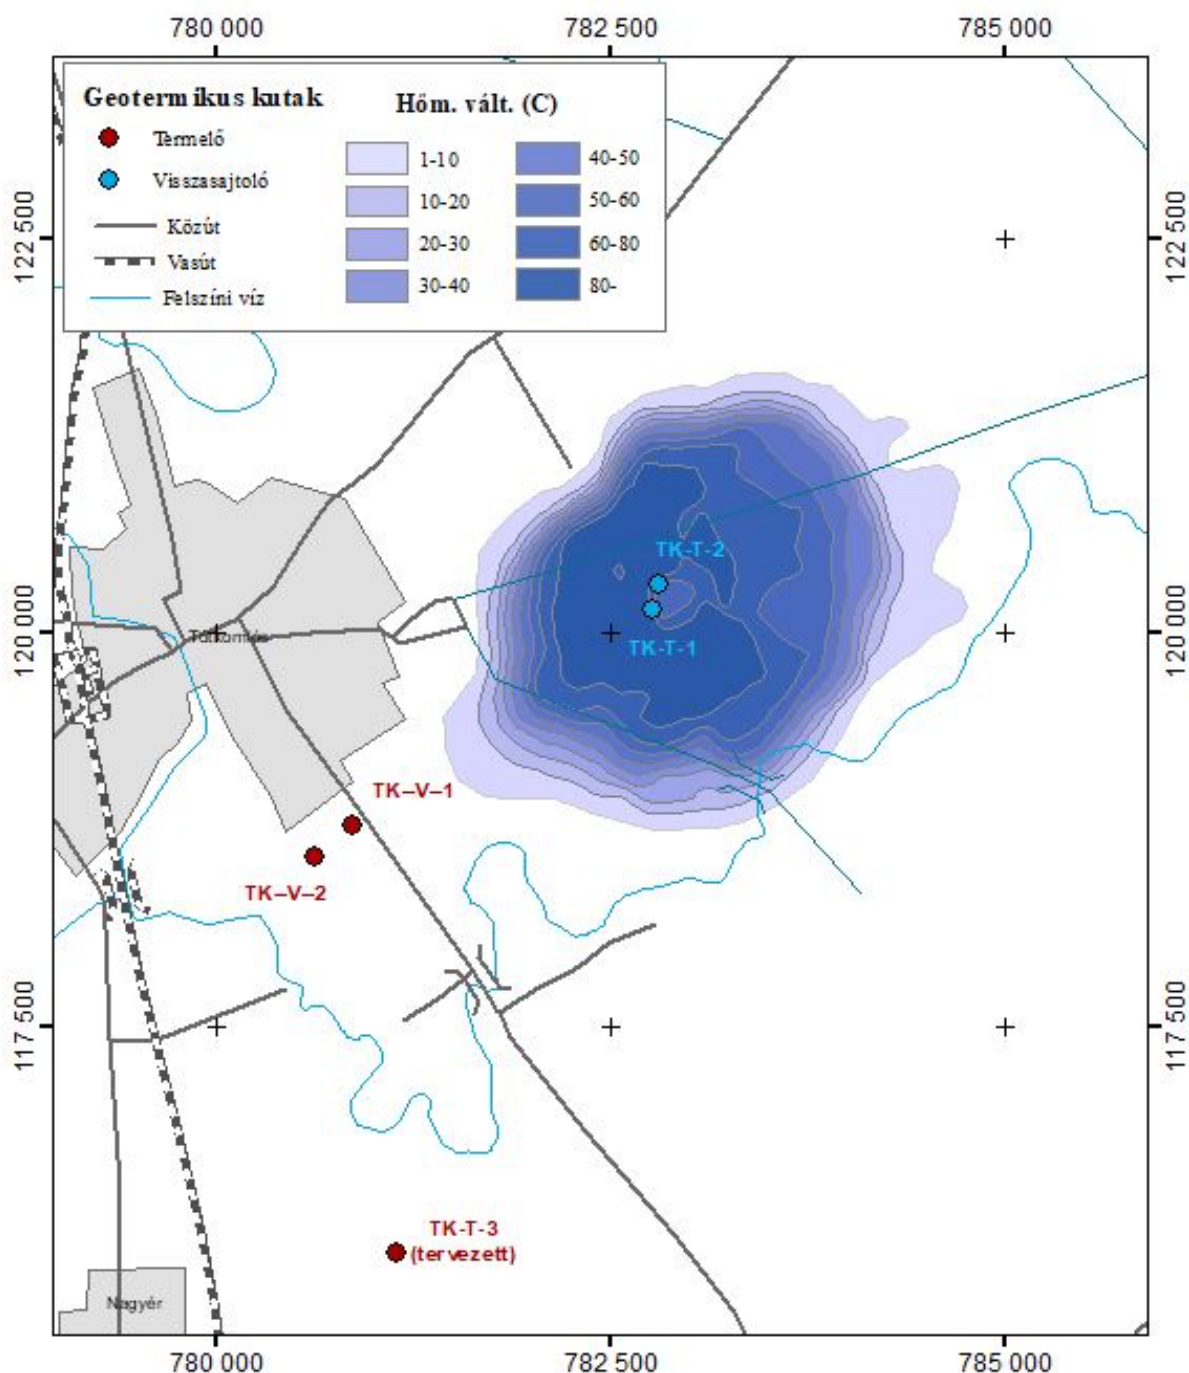 780 000 782 500 785 000
Geotermikus kutak
Termelő
Visszasajtoló
Közút
Vasút
Felszíni víz
Hőm. vált. (C)
1-10
10-20
20-30
30-40
40-50
50-60
60-80
80-
122 500
122 500
TK-T-2
120 000
Tótkomlós
TK-T-1
120 000
TK–V–1
TK–V–2
117 500
117 500
TK-T-3
(tervezett)
Nagyér
780 000 782 500 785 000